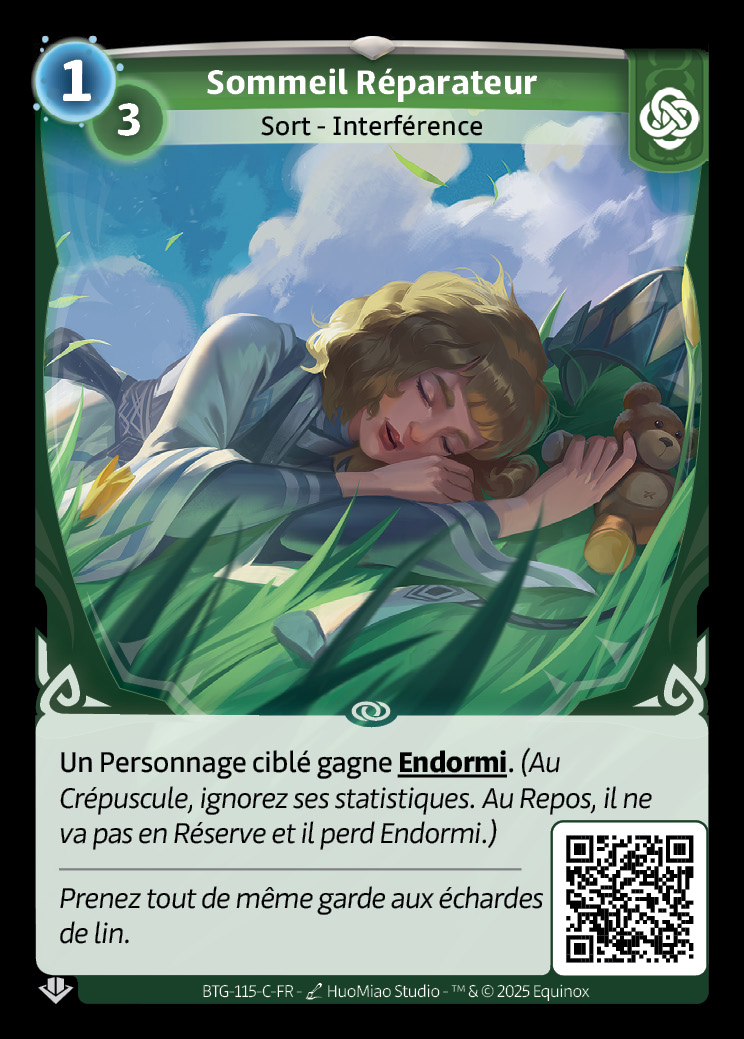 1
3
Sommeil Réparateur
Sort - Interférence
Un Personnage ciblé gagne Endormi. (Au
Crépuscule, ignorez ses statistiques. Au Repos, il ne
va pas en Réserve et il perd Endormi.)
Prenez tout de même garde aux échardes
de lin.
BTG-115-C-FR - HuoMiao Studio - ™ & © 2025 Equinox